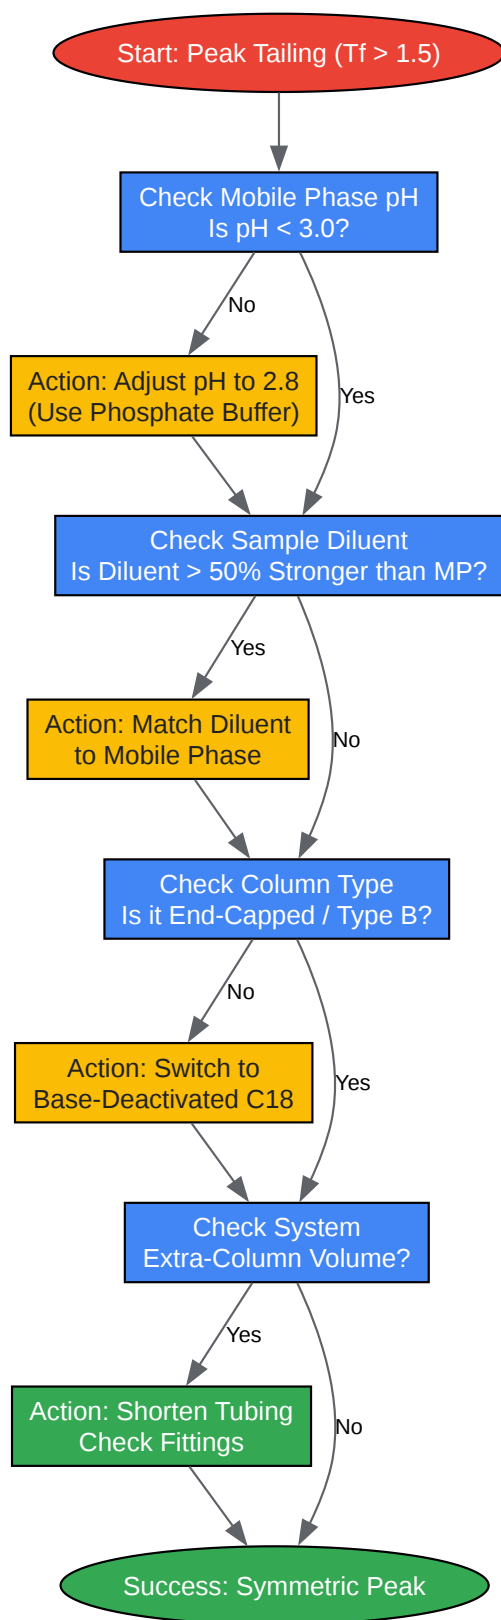 Start: Peak Tailing (Tf > 1.5)
Check Mobile Phase pH
Is pH < 3.0?
No
Yes
Action: Adjust pH to 2.8
(Use Phosphate Buffer)
Check Sample Diluent
Is Diluent > 50% Stronger than MP?
Yes
No
Action: Match Diluent
to Mobile Phase
Check Column Type
Is it End-Capped / Type B?
No
Yes
Action: Switch to
Base-Deactivated C18
Check System
Extra-Column Volume?
Yes
No
Action: Shorten Tubing
Check Fittings
Success: Symmetric Peak